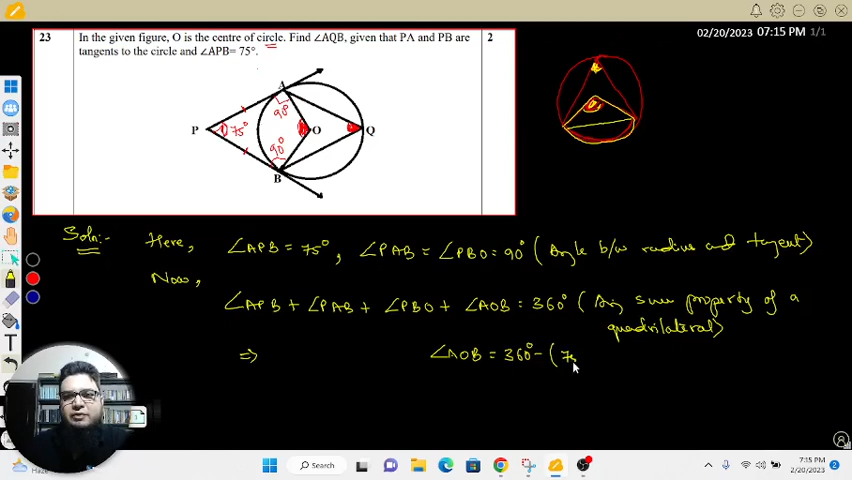 02/20/2023 07:15 PM 1/1
23 In the given figure, O is the centre of circle. Find ∠AQB, given that PA and PB are 2
tangents to the circle and ∠APB= 75°.
A
90°
P 75° O Q
90°
B
Soln:- Here, ∠APB = 75°, ∠PAB = ∠PBO = 90° (Angle b/w radius and tangent)
Now,
∠APB + ∠PAB + ∠PBO + ∠AOB = 360° (Ang sum property of a
quadrilateral)
⇒ ∠AOB = 360° - (75
Search
7:15 PM
2/20/2023